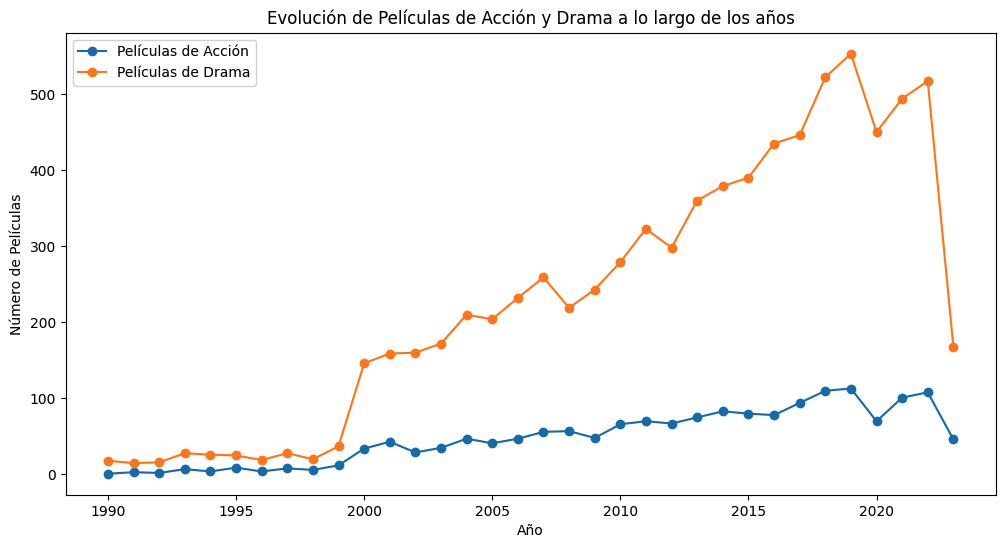 Evolución de Películas de Acción y Drama a lo largo de los años
Películas de Acción
Películas de Drama
Número de Películas
500
400
300
200
100
0
1990
1995
2000
2005
2010
2015
2020
Año